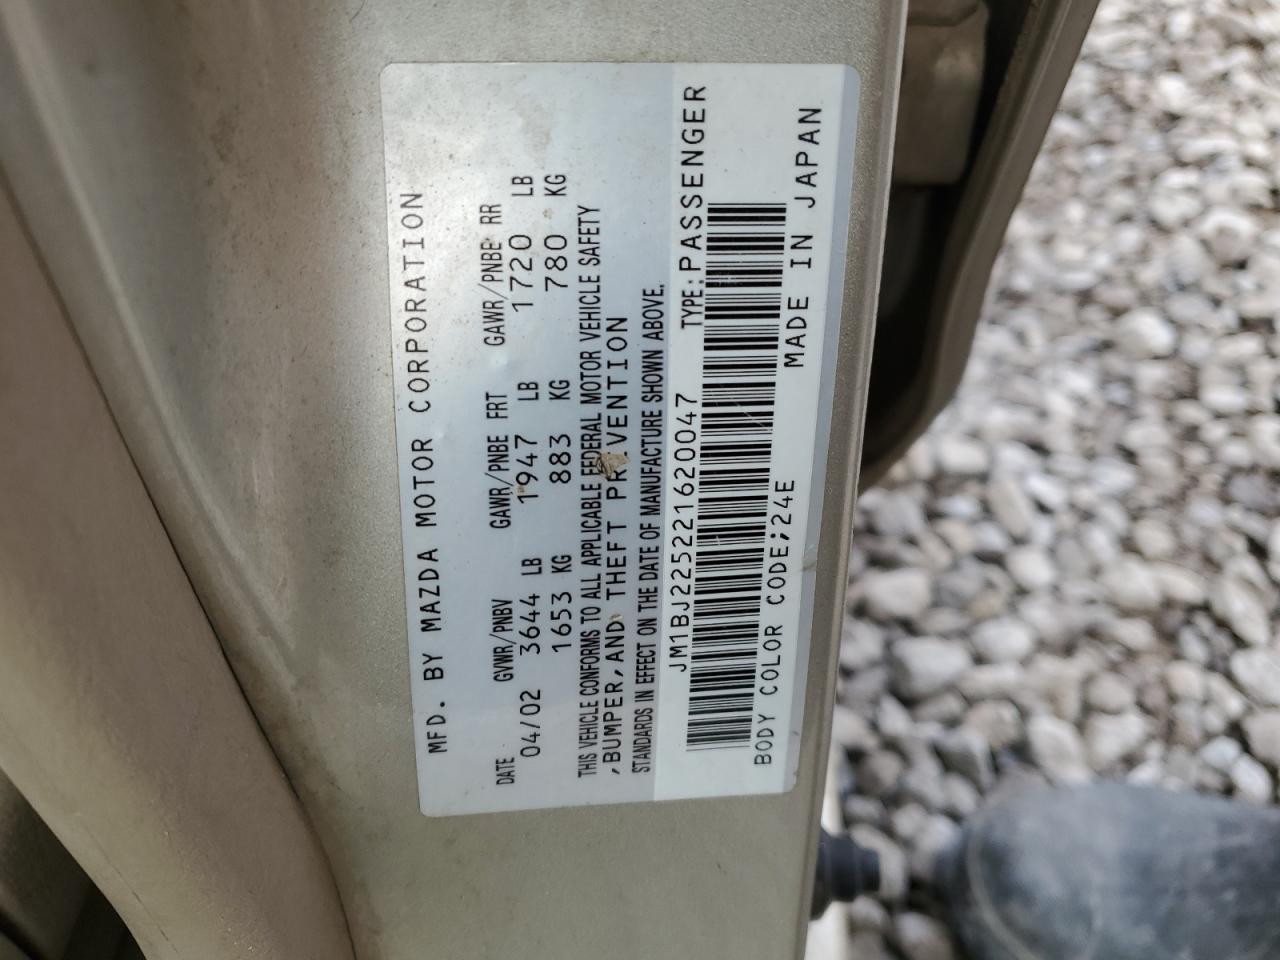 MFD. BY MAZDA MOTOR CORPORATION
DATE GVWR/PNBV GAWR/PNBE FRT GAWR/PNBE RR
04/02 3644 LB 1947 LB 1720 LB
1653 KG 883 KG 780 KG
THIS VEHICLE CONFORMS TO ALL APPLICABLE FEDERAL MOTOR VEHICLE SAFETY
,BUMPER,AND THEFT PREVENTION
STANDARDS IN EFFECT ON THE DATE OF MANUFACTURE SHOWN ABOVE.
JM1BJ225221620047 TYPE:PASSENGER
BODY COLOR CODE;24E MADE IN JAPAN